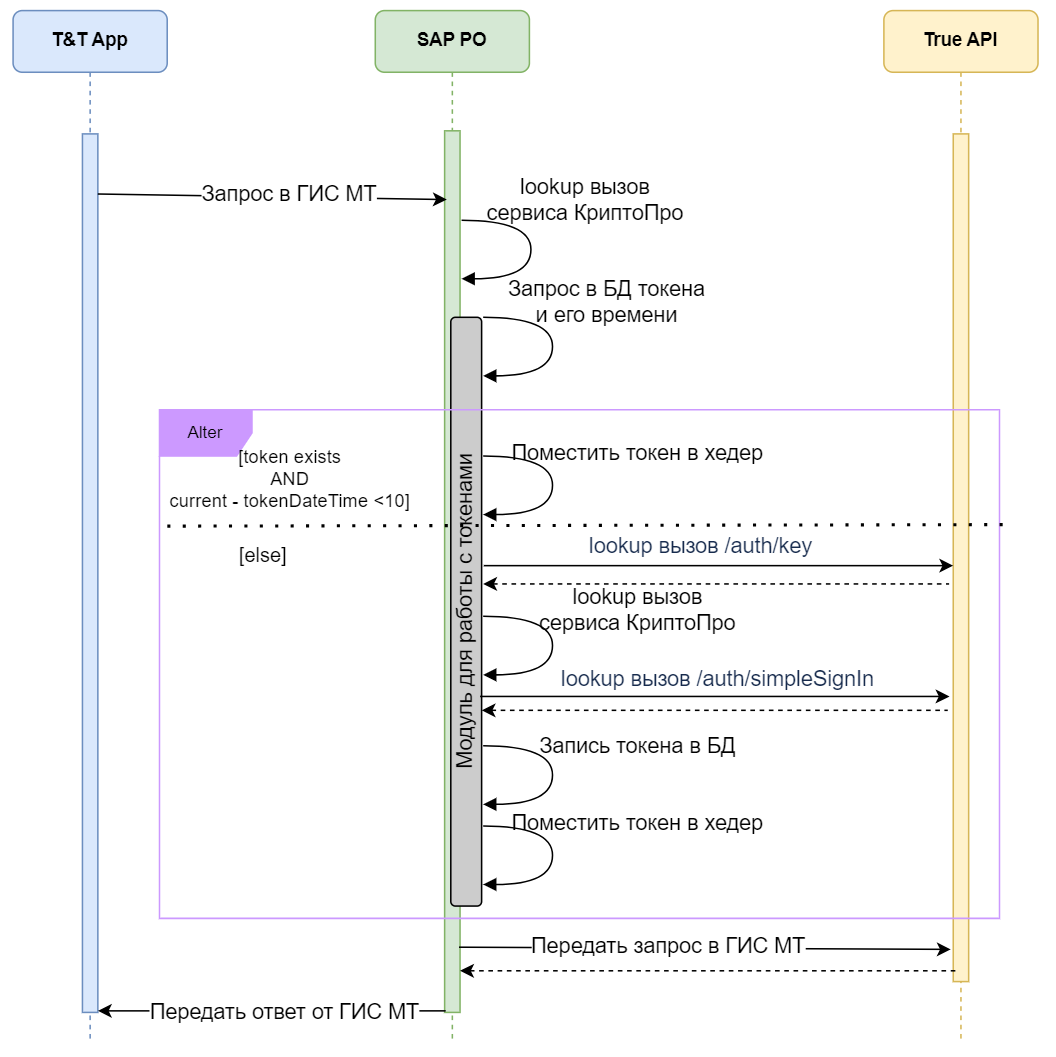 T&T App
SAP PO
True API
Запрос в ГИС МТ
lookup вызов
сервиса КриптоПро
Запрос в БД токена
и его времени
Alter
[token exists
AND
current - tokenDateTime <10]
Поместить токен в хедер
[else]
lookup вызов /auth/key
lookup вызов
сервиса КриптоПро
lookup вызов /auth/simpleSignIn
Модуль для работы с токенами
Запись токена в БД
Поместить токен в хедер
Передать запрос в ГИС МТ
Передать ответ от ГИС МТ